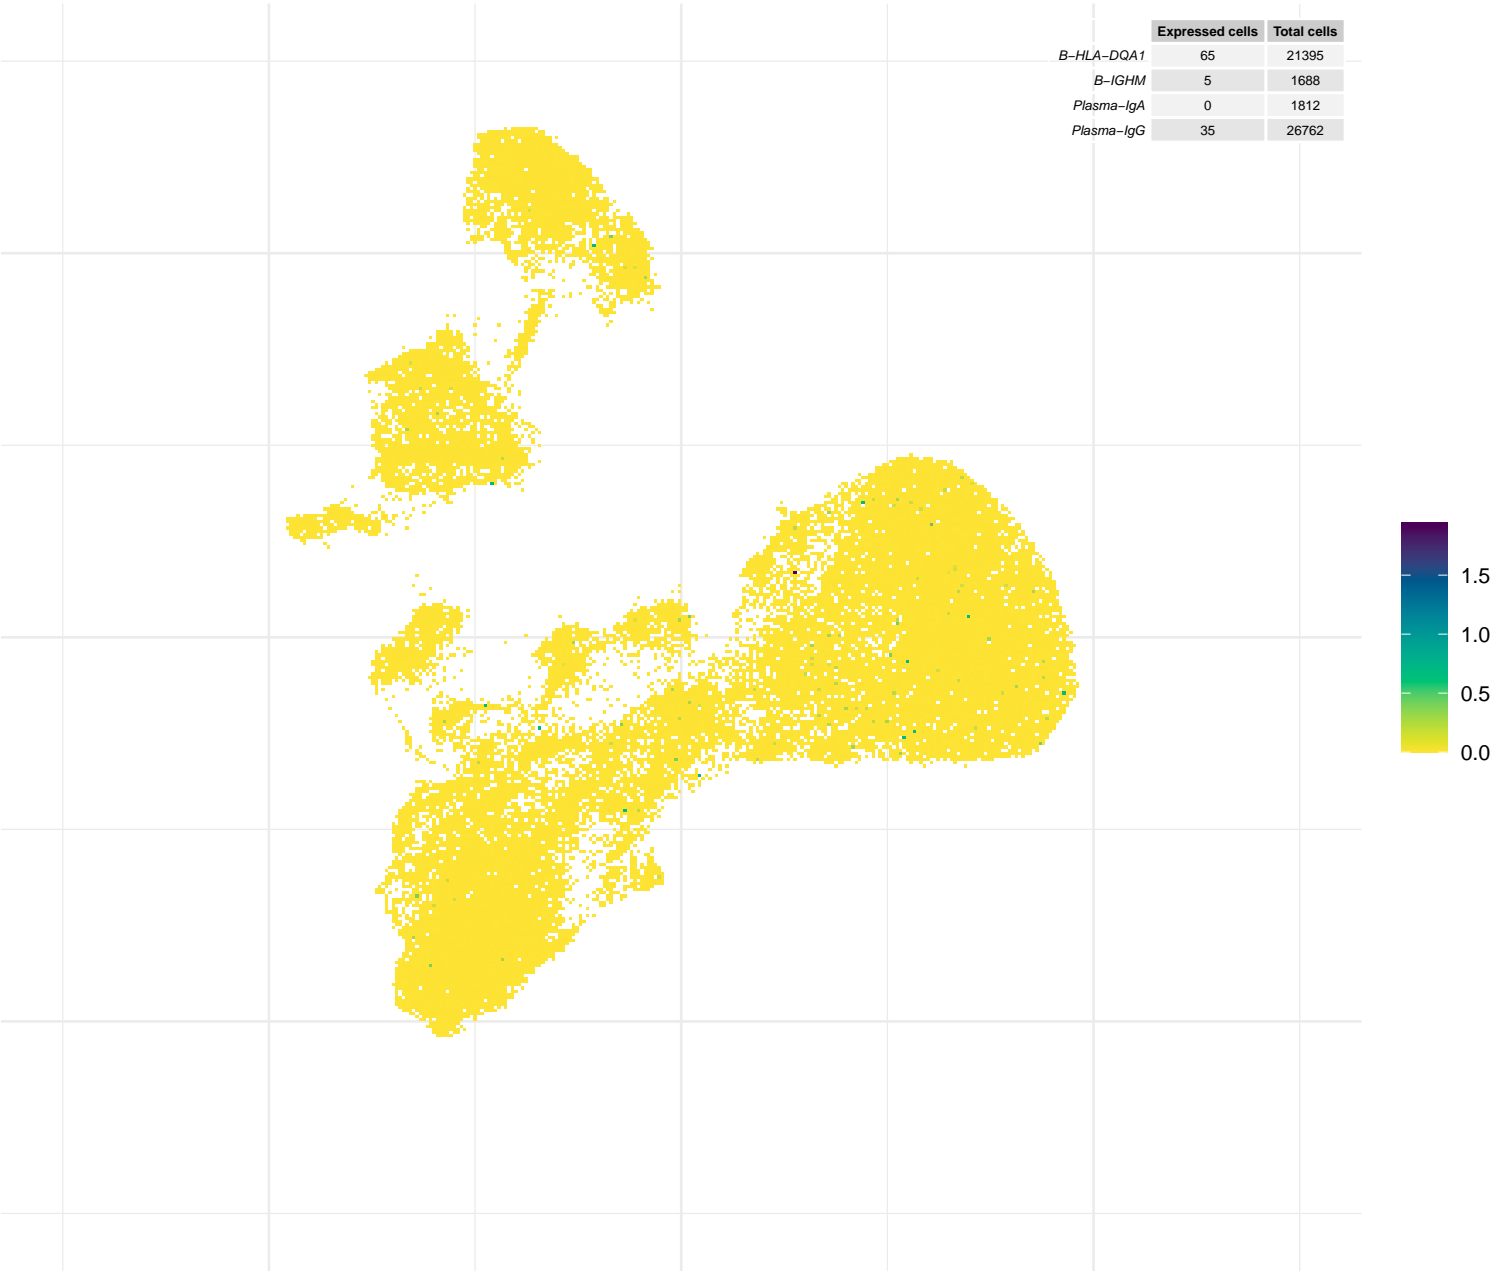 Expressed cells Total cells
B−HLA−DQA1 65 21395
B−IGHM 5 1688
Plasma−IgA 0 1812
Plasma−IgG 35 26762
1.5
1.0
0.5
0.0